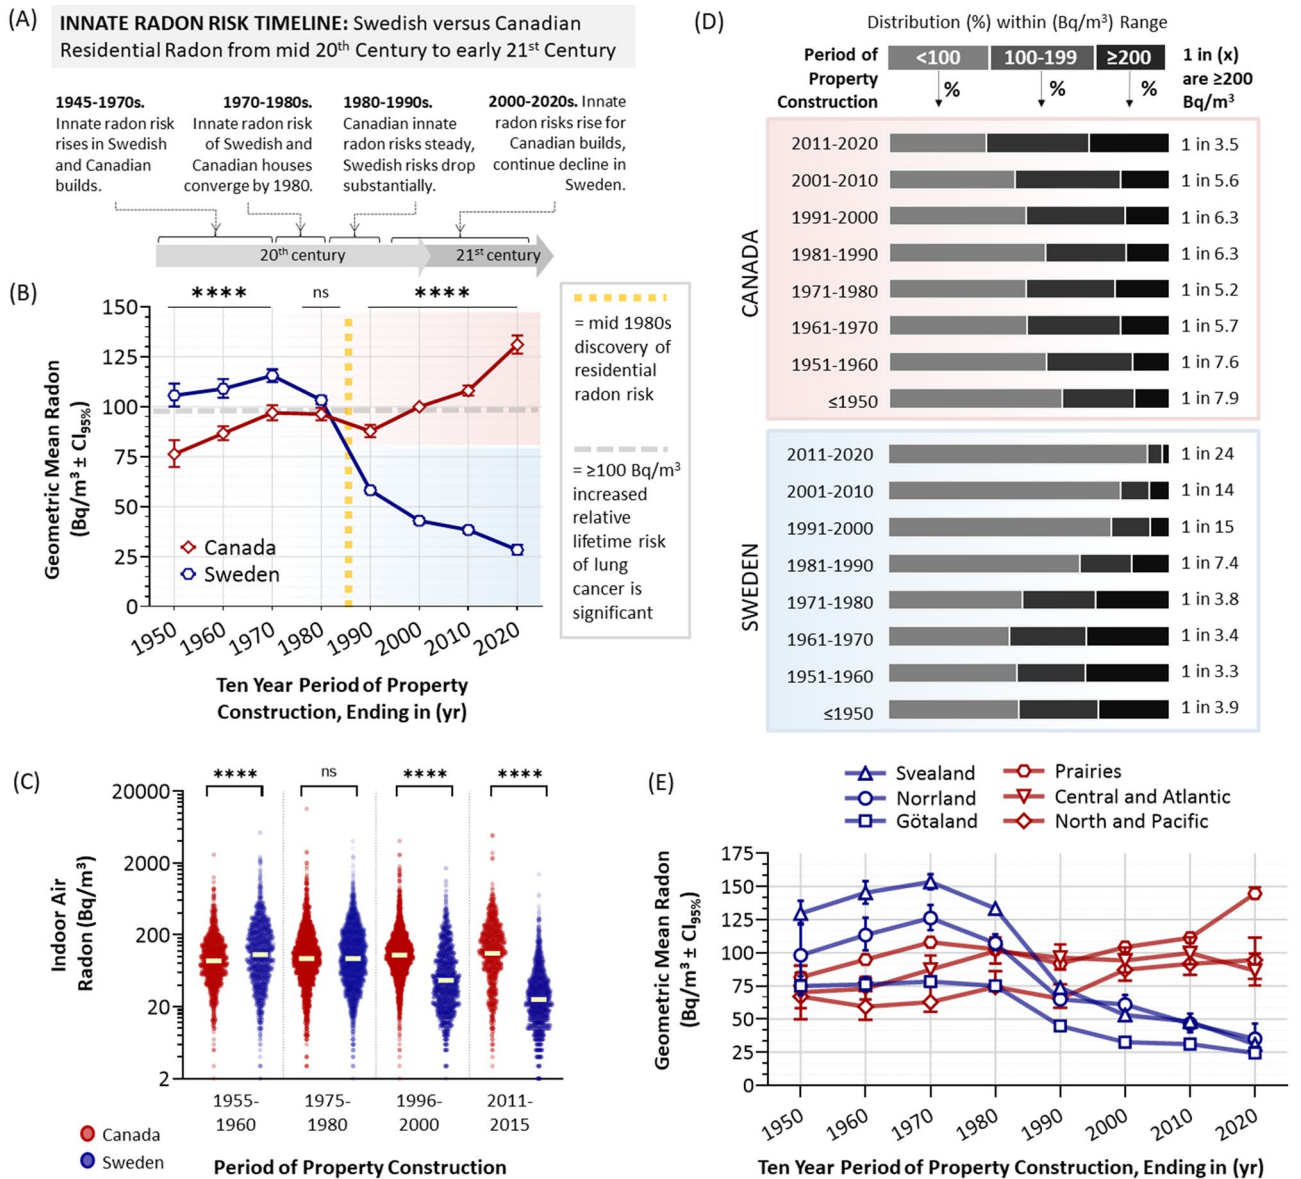 (A)
INNATE RADON RISK TIMELINE: Swedish versus Canadian
Residential Radon from mid 20th Century to early 21st Century
1945-1970s.
Innate radon risk
rises in Swedish
and Canadian
builds.
1970-1980s.
Innate radon risk
of Swedish and
Canadian houses
converge by 1980.
1980-1990s.
Canadian innate
radon risks steady,
Swedish risks drop
substantially.
2000-2020s. Innate
radon risks rise for
Canadian builds,
continue decline in
Sweden.
20th century
21st century
(B)
****
ns
****
150
125
100
75
50
25
0
Geometric Mean Radon
(Bq/m³ ± CI95%)
Canada
Sweden
1950
1960
1970
1980
1990
2000
2010
2020
Ten Year Period of Property
Construction, Ending in (yr)
= mid 1980s
discovery of
residential
radon risk
= ≥100 Bq/m³
increased
relative
lifetime risk
of lung
cancer is
significant
(C)
****
ns
****
****
20000
2000
200
20
2
Indoor Air
Radon (Bq/m³)
1955-
1960
1975-
1980
1996-
2000
2011-
2015
Canada
Sweden
Period of Property Construction
(D)
Distribution (%) within (Bq/m³) Range
Period of
Property
Construction
<100
100-199
≥200
%
%
%
1 in (x)
are ≥200
Bq/m³
CANADA
2011-2020 1 in 3.5
2001-2010 1 in 5.6
1991-2000 1 in 6.3
1981-1990 1 in 6.3
1971-1980 1 in 5.2
1961-1970 1 in 5.7
1951-1960 1 in 7.6
≤1950 1 in 7.9
SWEDEN
2011-2020 1 in 24
2001-2010 1 in 14
1991-2000 1 in 15
1981-1990 1 in 7.4
1971-1980 1 in 3.8
1961-1970 1 in 3.4
1951-1960 1 in 3.3
≤1950 1 in 3.9
(E)
Svealand
Norrland
Götaland
Prairies
Central and Atlantic
North and Pacific
175
150
125
100
75
50
25
0
Geometric Mean Radon
(Bq/m³ ± CI95%)
1950
1960
1970
1980
1990
2000
2010
2020
Ten Year Period of Property Construction, Ending in (yr)